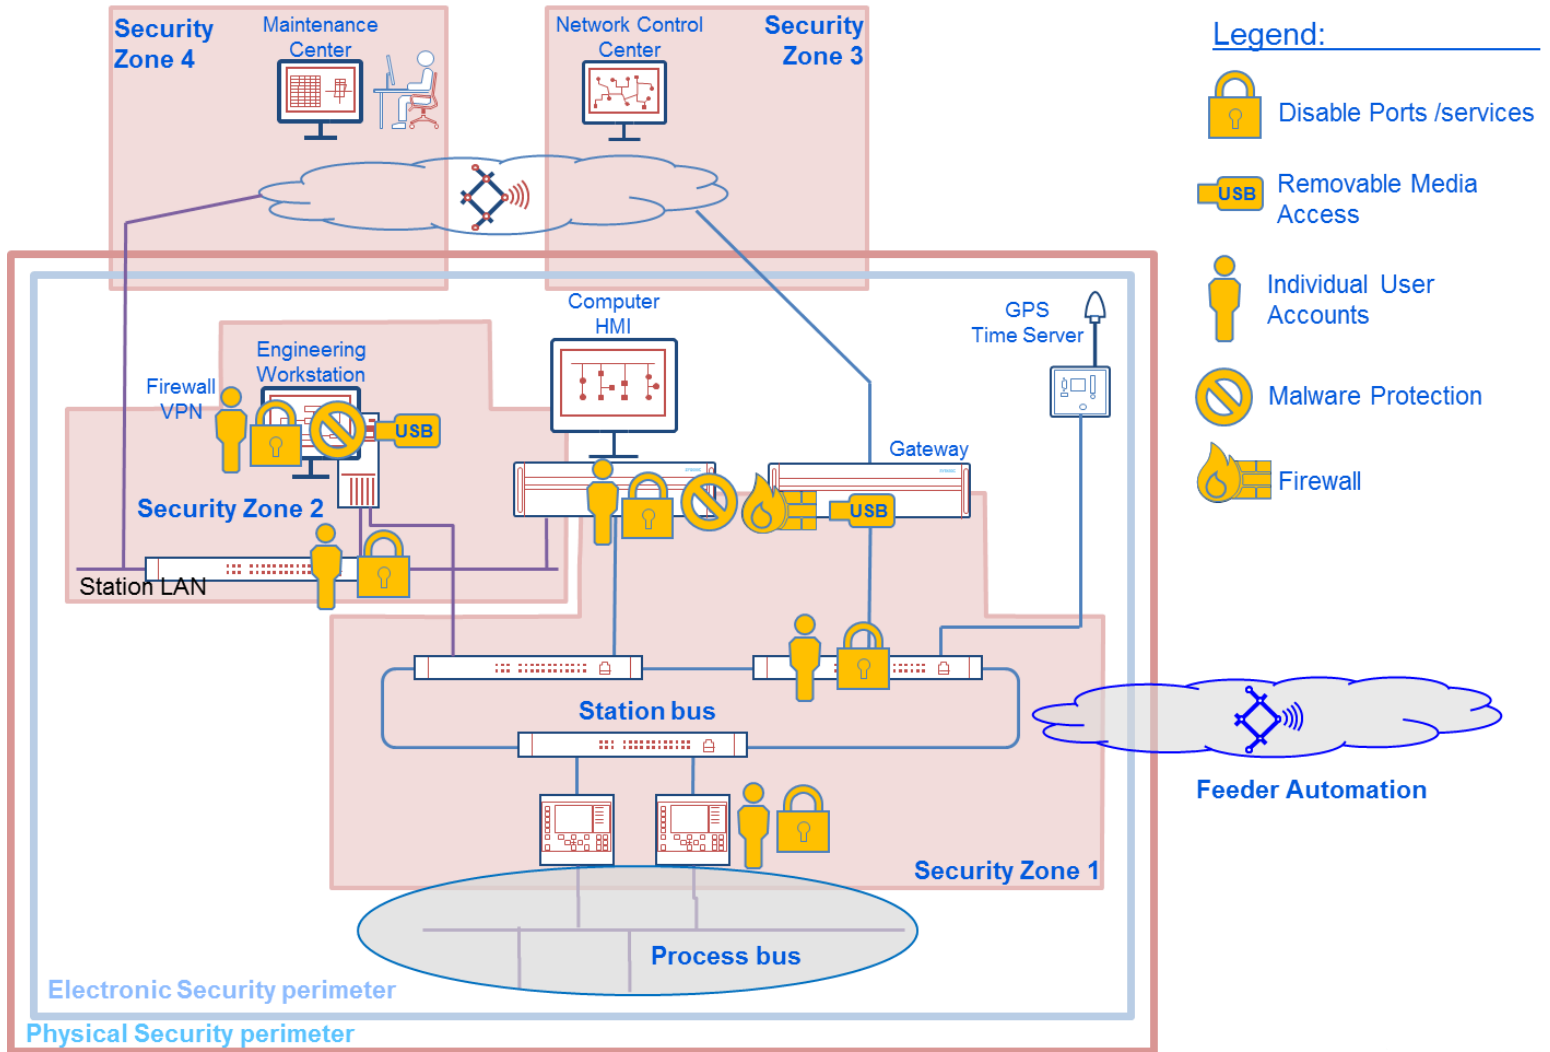 Security
Zone 4
Maintenance
Center
Network Control
Center
Security
Zone 3
Legend:
Disable Ports /services
USB
Removable Media
Access
Individual User
Accounts
Malware Protection
Firewall
Computer
HMI
GPS
Time Server
Engineering
Workstation
Firewall
VPN
USB
Gateway
Security Zone 2
USB
Station LAN
Station bus
Feeder Automation
Security Zone 1
Process bus
Electronic Security perimeter
Physical Security perimeter